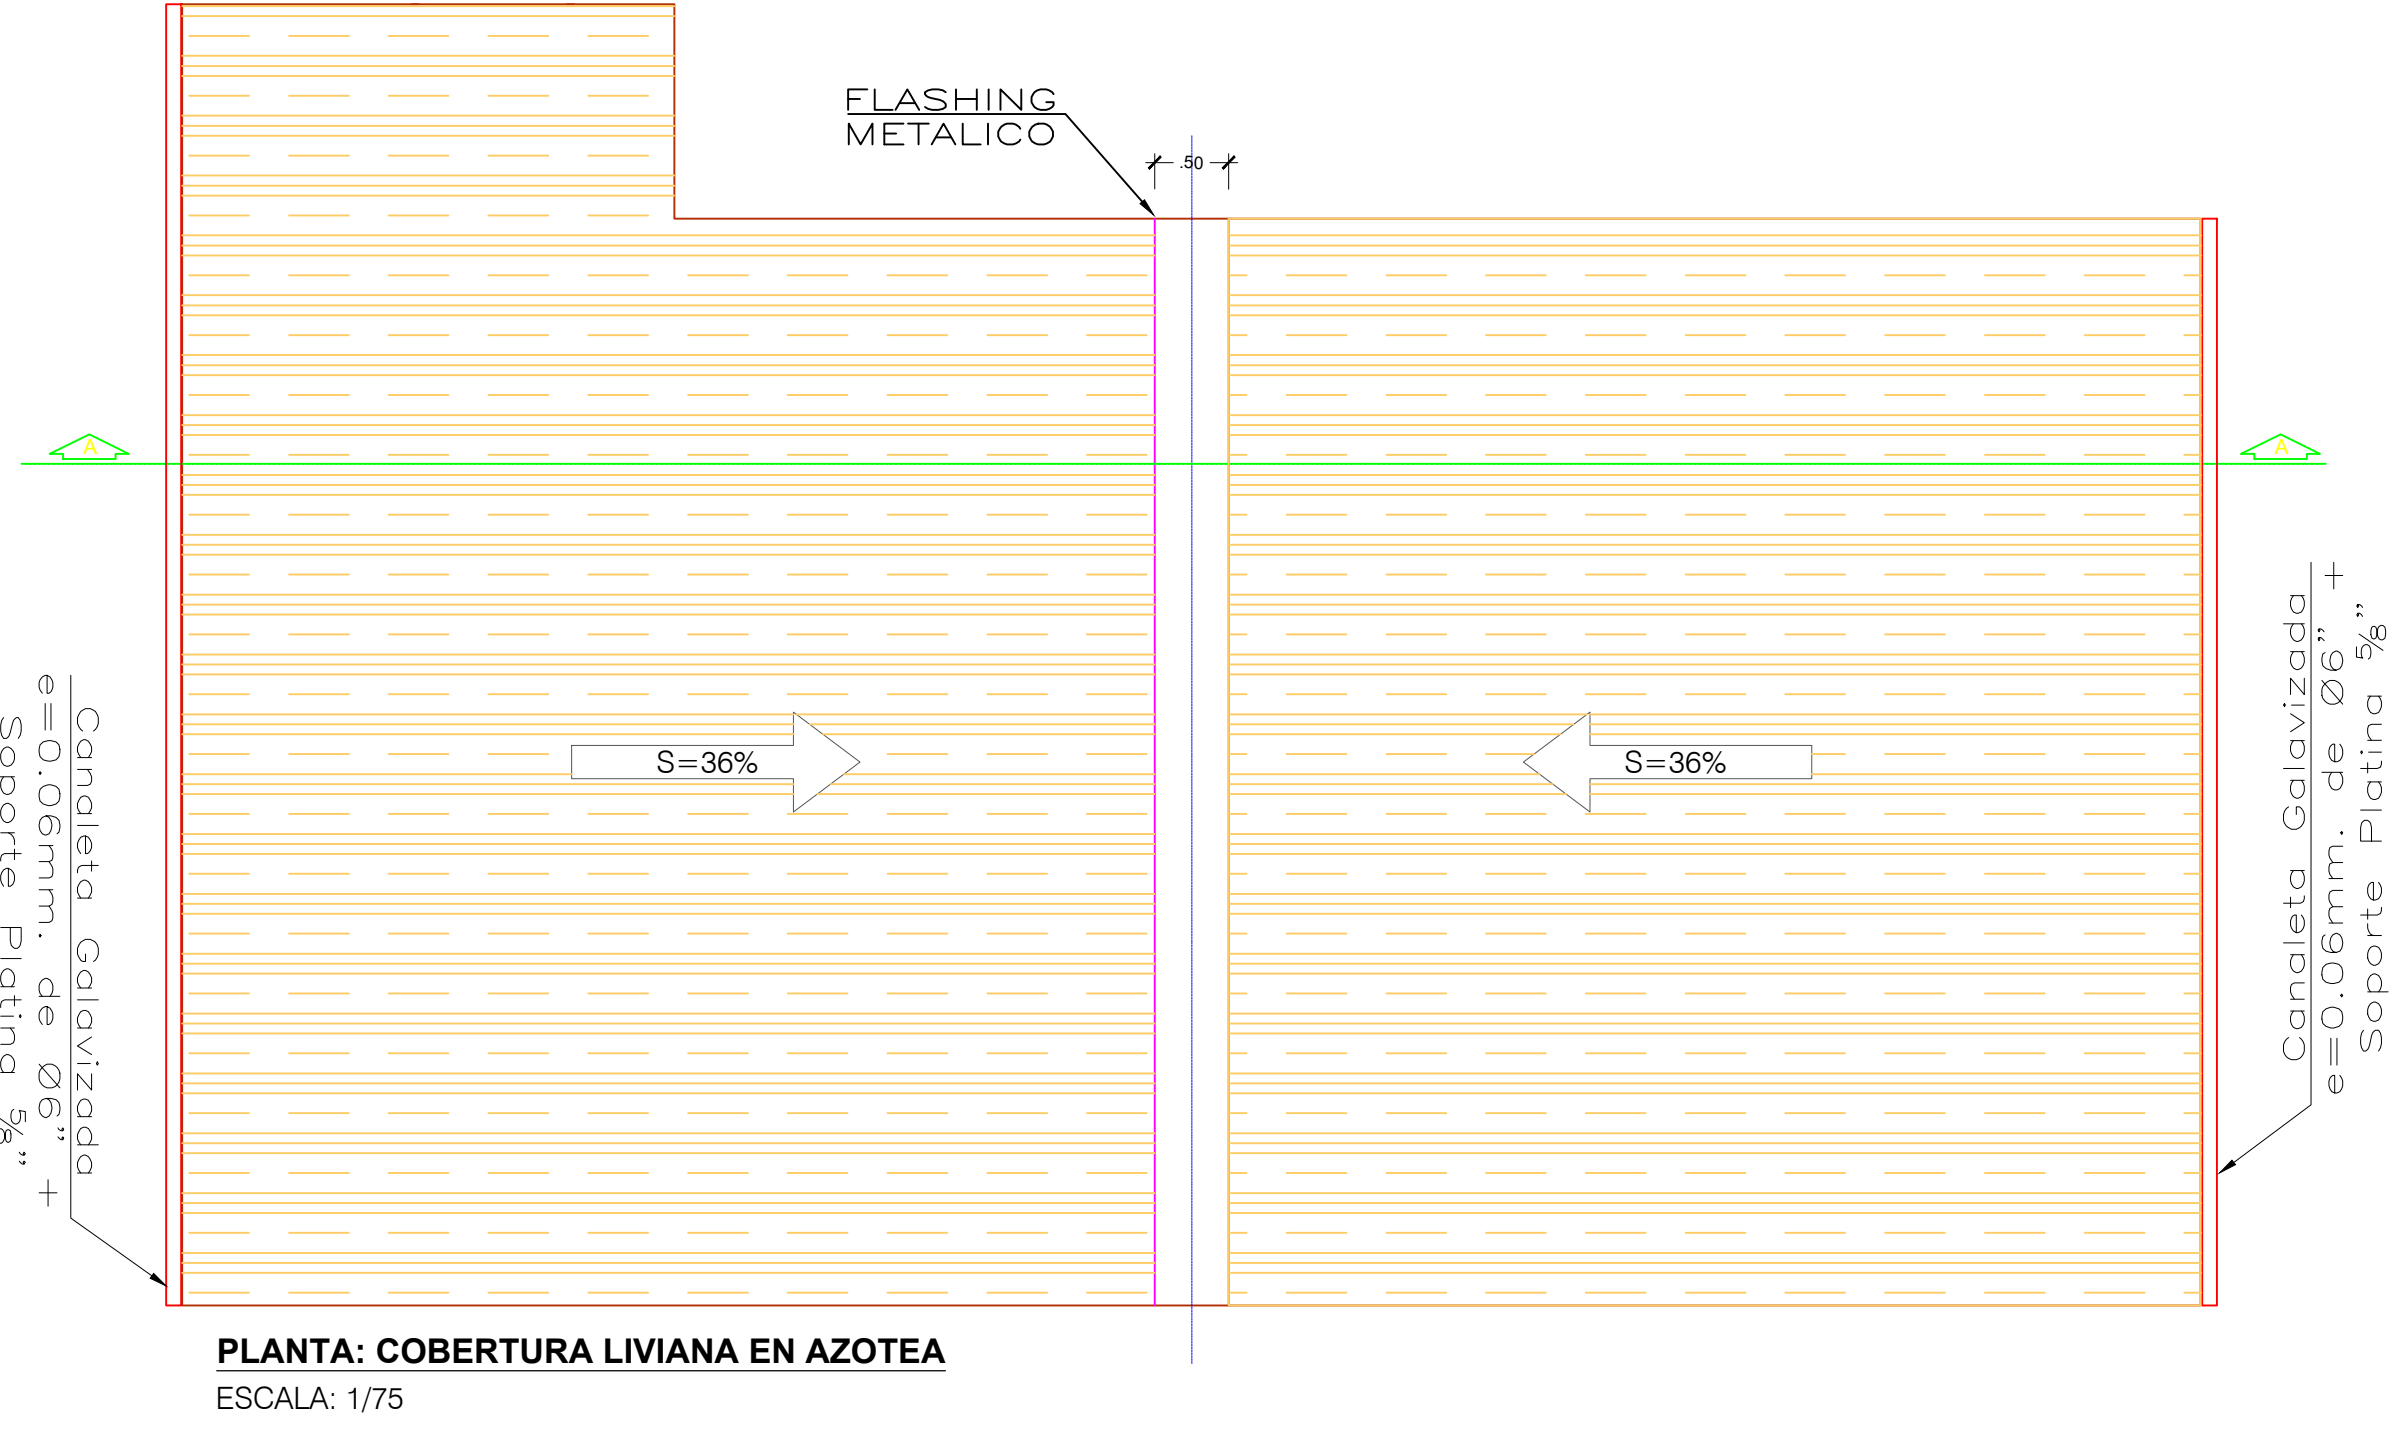 FLASHING
METALICO
.50
A
A
S=36%
S=36%
Canaleta Galavizada
e=0.06mm. de Ø6” +
Soporte Platina ⅝”
Canaleta Galavizada
e=0.06mm. de Ø6” +
Soporte Platina ⅝”
PLANTA: COBERTURA LIVIANA EN AZOTEA
ESCALA: 1/75